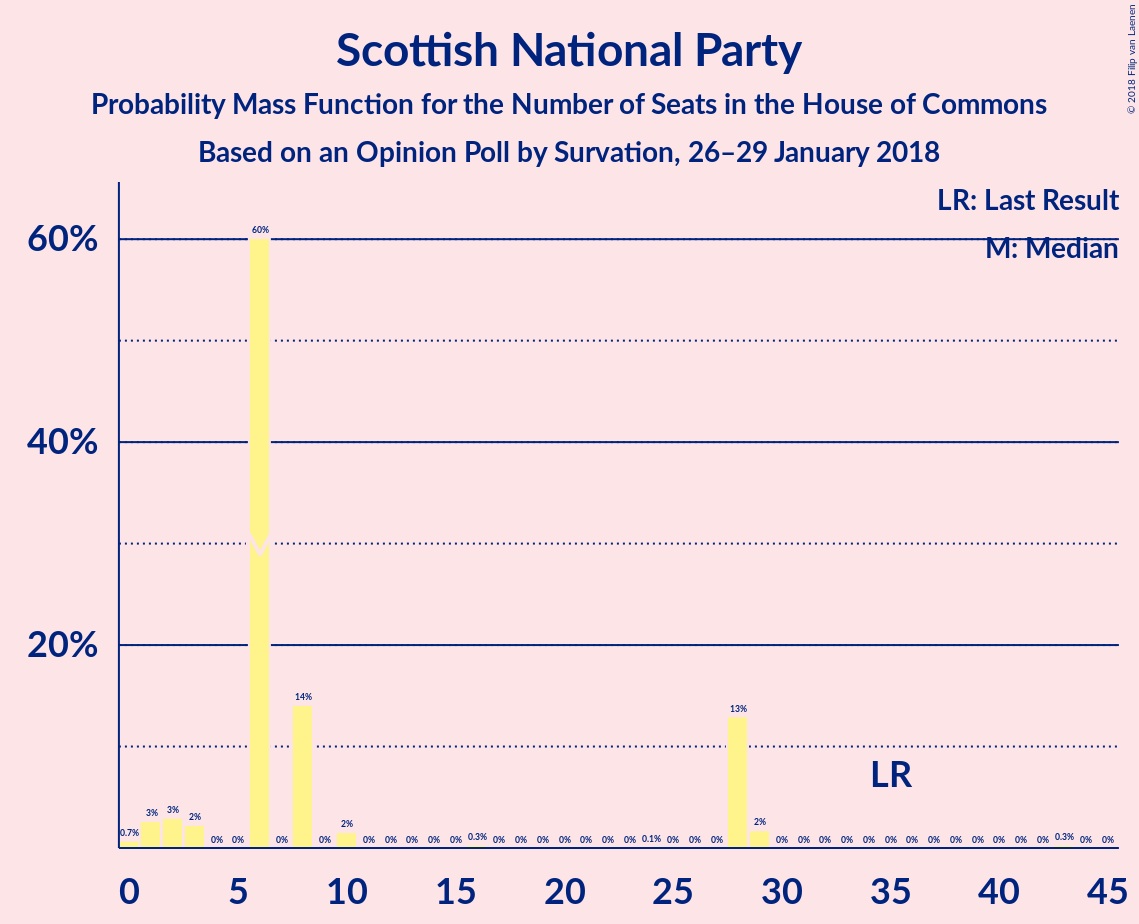 Scottish National Party
Probability Mass Function for the Number of Seats in the House of Commons
Based on an Opinion Poll by Survation, 26–29 January 2018
© 2018 Filip van Laenen
LR: Last Result
M: Median
60%
40%
20%
0.7% 3% 3% 2% 0% 0% 60% 0% 14% 0% 2% 0% 0% 0% 0% 0% 0.3% 0% 0% 0% 0% 0% 0% 0% 0.1% 0% 0% 0% 13% 2% 0% 0% 0% 0% 0% 0% 0% 0% 0% 0% 0% 0% 0% 0.3% 0% 0%
LR
0 5 10 15 20 25 30 35 40 45